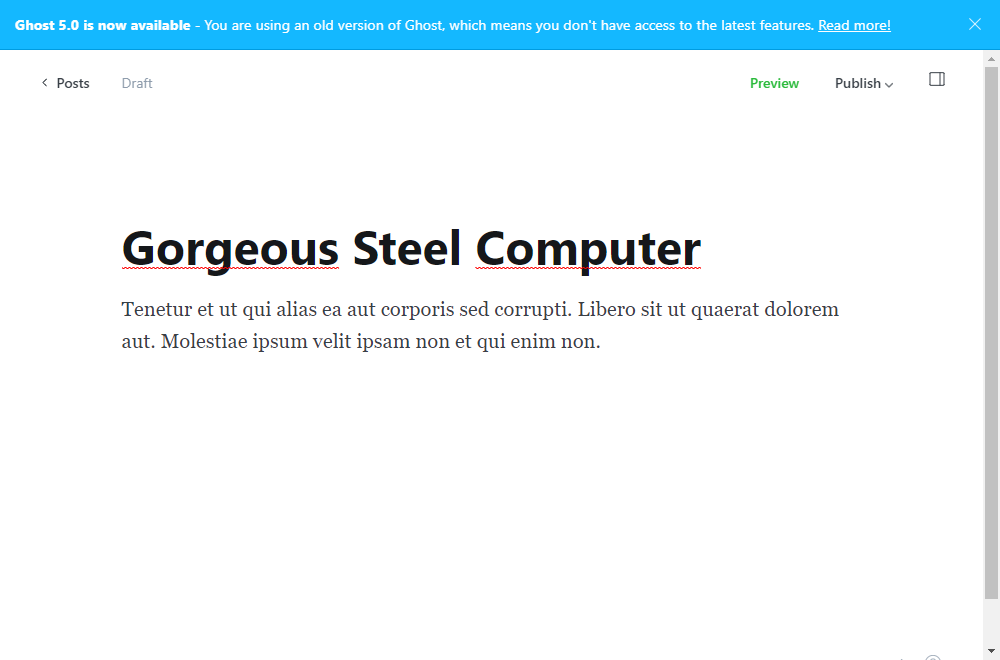 Ghost 5.0 is now available - You are using an old version of Ghost, which means you don't have access to the latest features. Read more!
Posts Draft Preview Publish
Gorgeous Steel Computer
Tenetur et ut qui alias ea aut corporis sed corrupti. Libero sit ut quaerat dolorem
aut. Molestiae ipsum velit ipsam non et qui enim non.